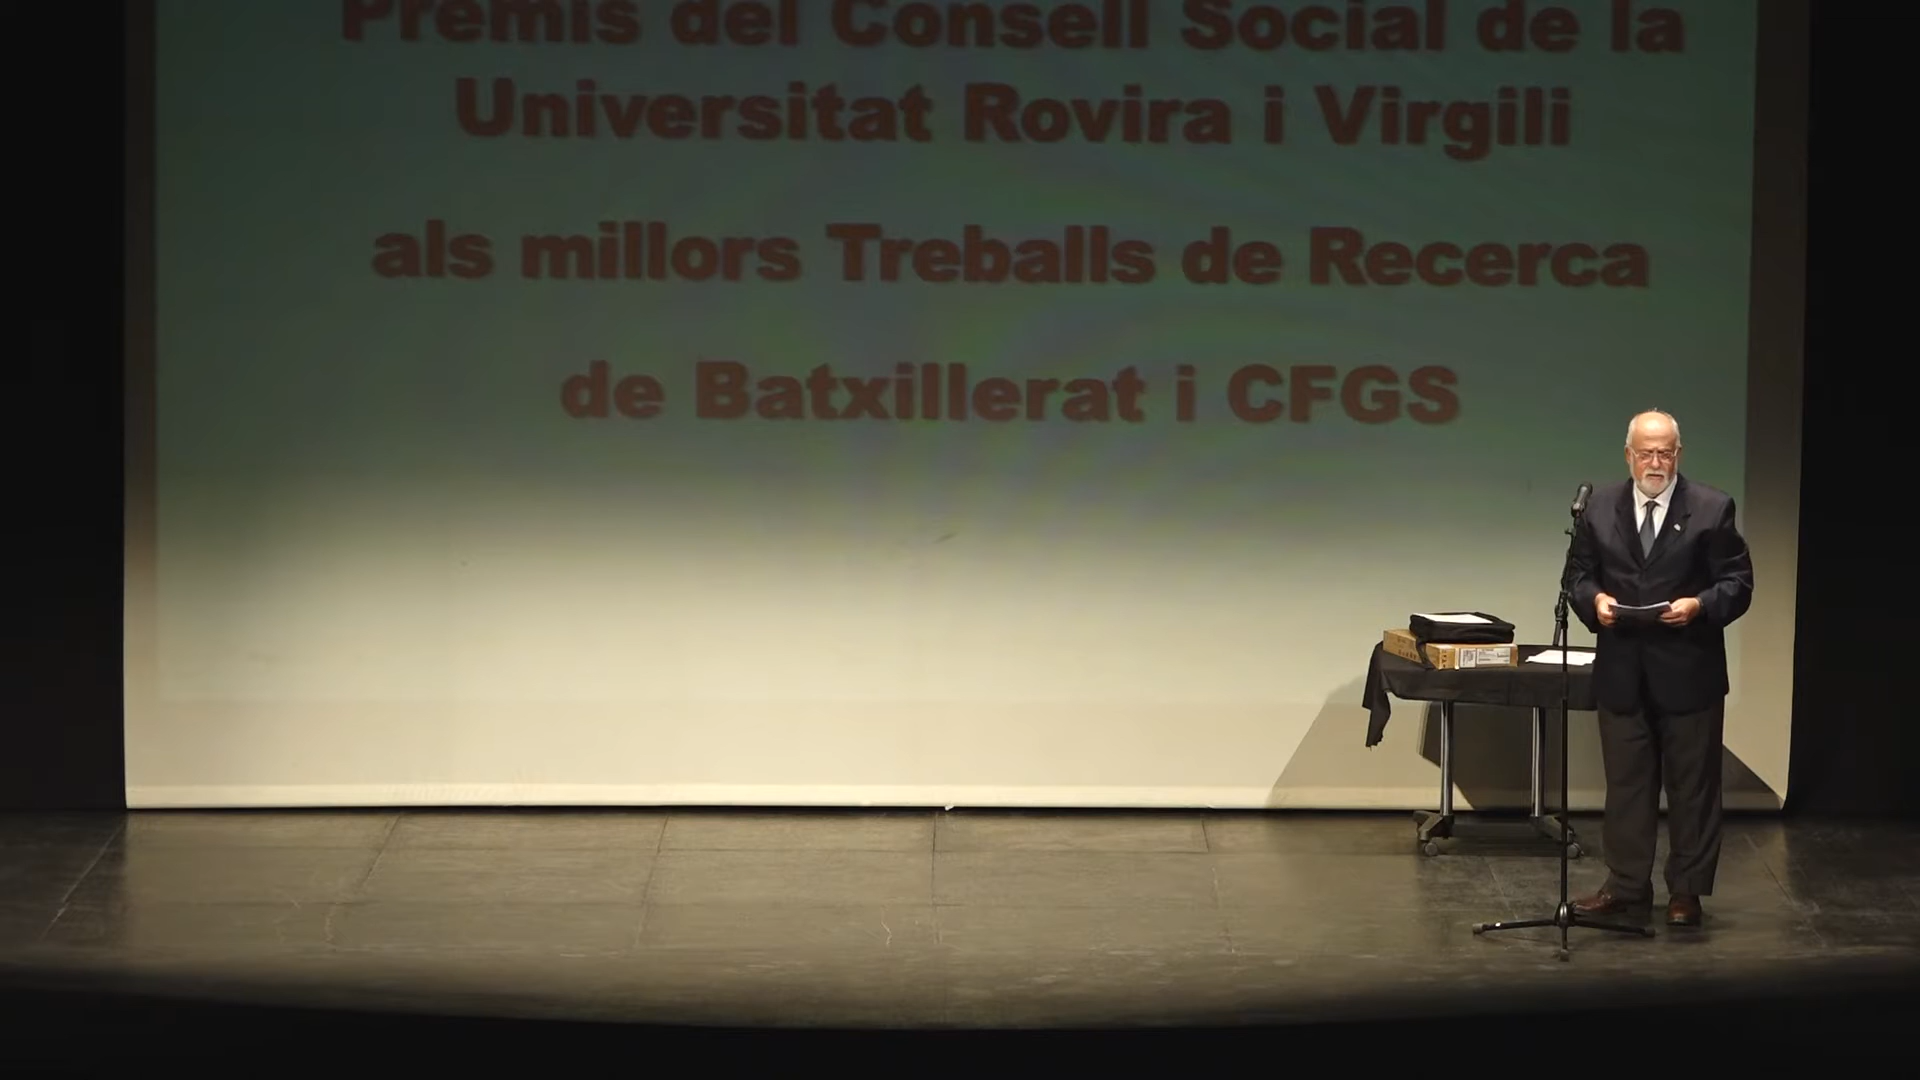 Premis del Consell Social de la
Universitat Rovira i Virgili
als millors Treballs de Recerca
de Batxillerat i CFGS